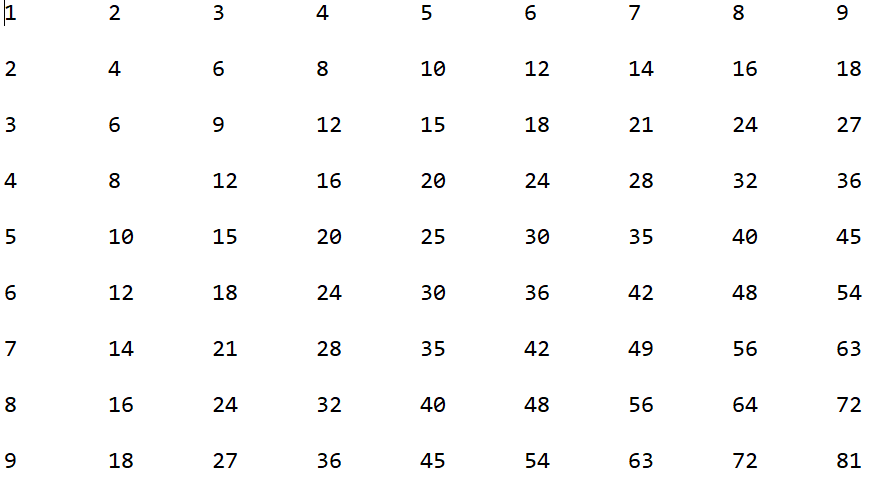 1 2 3 4 5 6 7 8 9
2 4 6 8 10 12 14 16 18
3 6 9 12 15 18 21 24 27
4 8 12 16 20 24 28 32 36
5 10 15 20 25 30 35 40 45
6 12 18 24 30 36 42 48 54
7 14 21 28 35 42 49 56 63
8 16 24 32 40 48 56 64 72
9 18 27 36 45 54 63 72 81